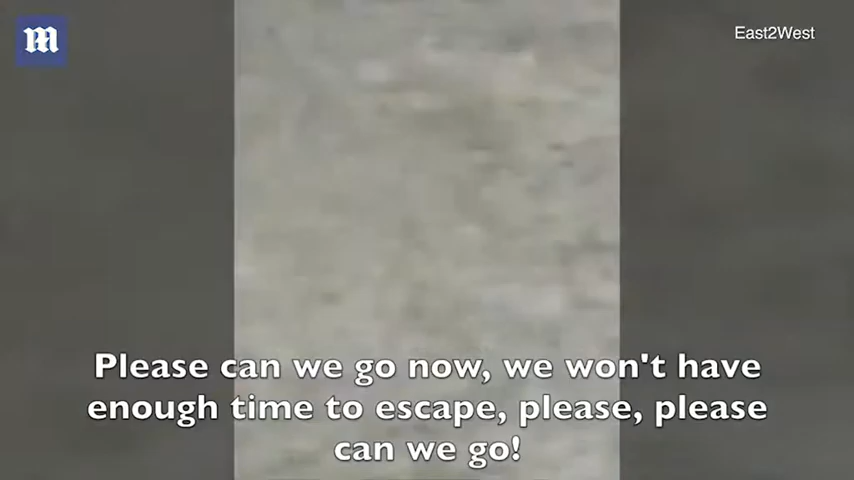 East2West
Please can we go now, we won't have
enough time to escape, please, please
can we go!